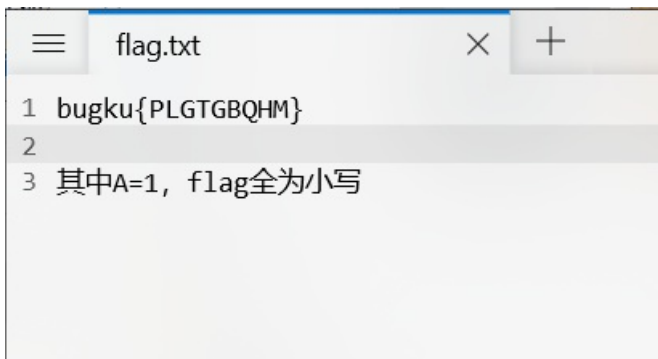 flag.txt
1 bugku{PLGTGBQHM}
2
3 其中A=1, flag全为小写